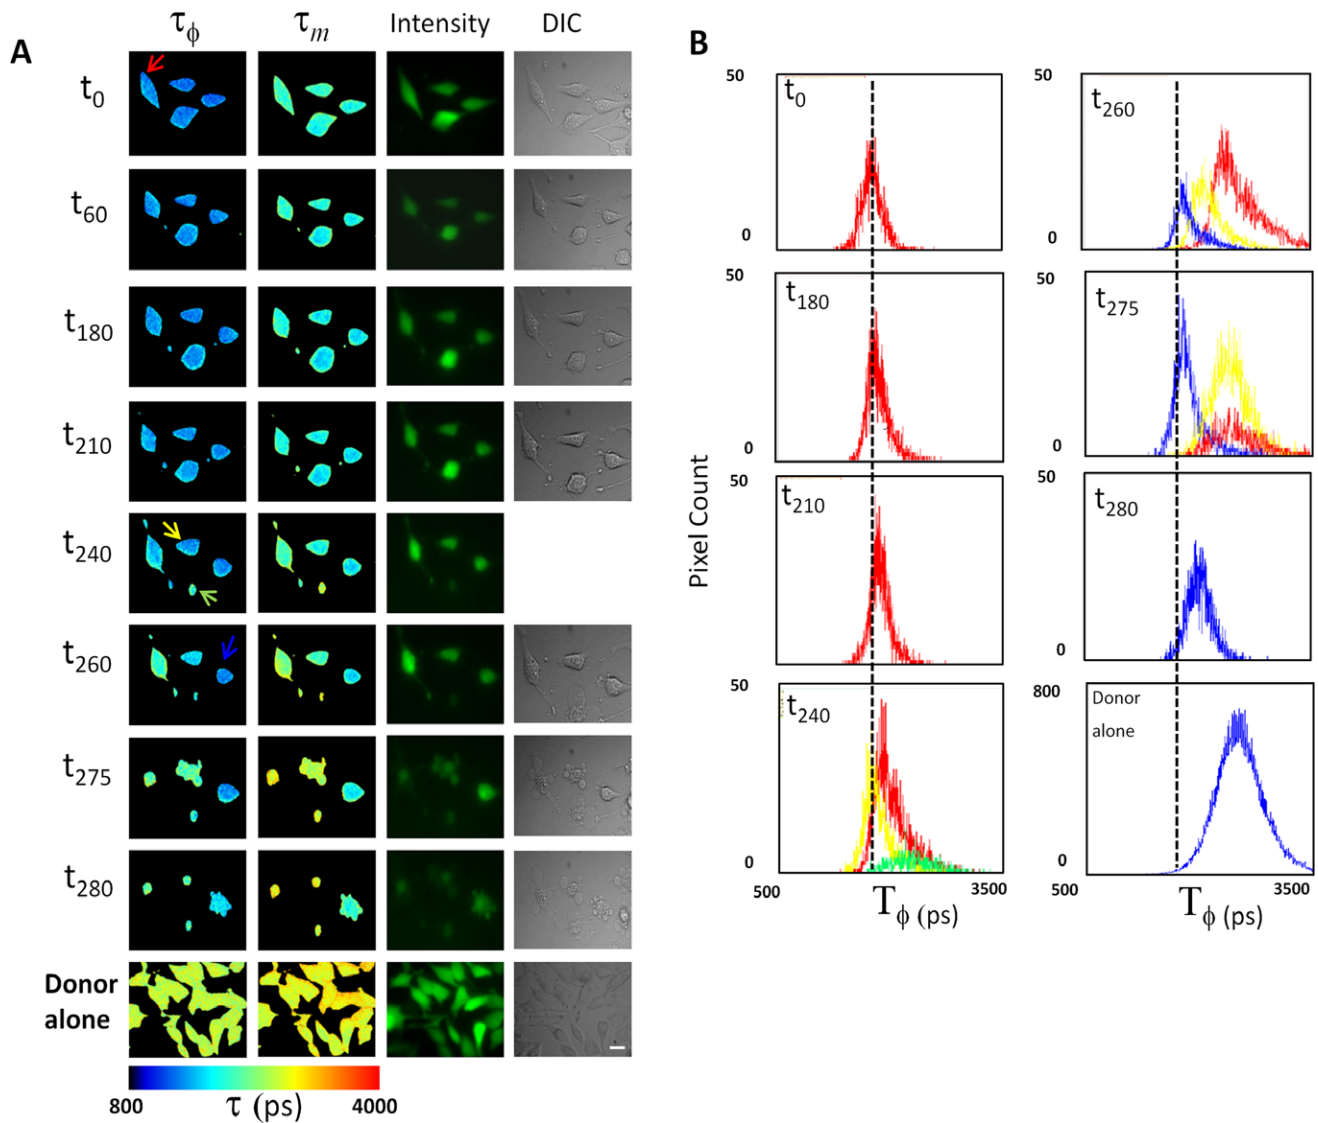 A
τϕ τm Intensity DIC
t0
t60
t180
t210
t240
t260
t275
t280
Donor
alone
800 τ (ps) 4000
B
Pixel Count
50
t0
0
50
t180
0
50
t210
0
50
t240
0
500 Tϕ (ps) 3500
50
t260
0
50
t275
0
50
t280
0
800
Donor
alone
0
500 Tϕ (ps) 3500